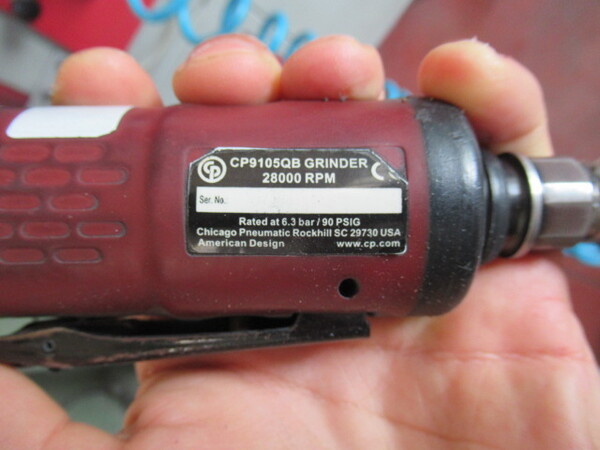 CP CP9105QB GRINDER
28000 RPM
Ser. No.
Rated at 6.3 bar / 90 PSIG
Chicago Pneumatic Rockhill SC 29730 USA
American Design www.cp.com